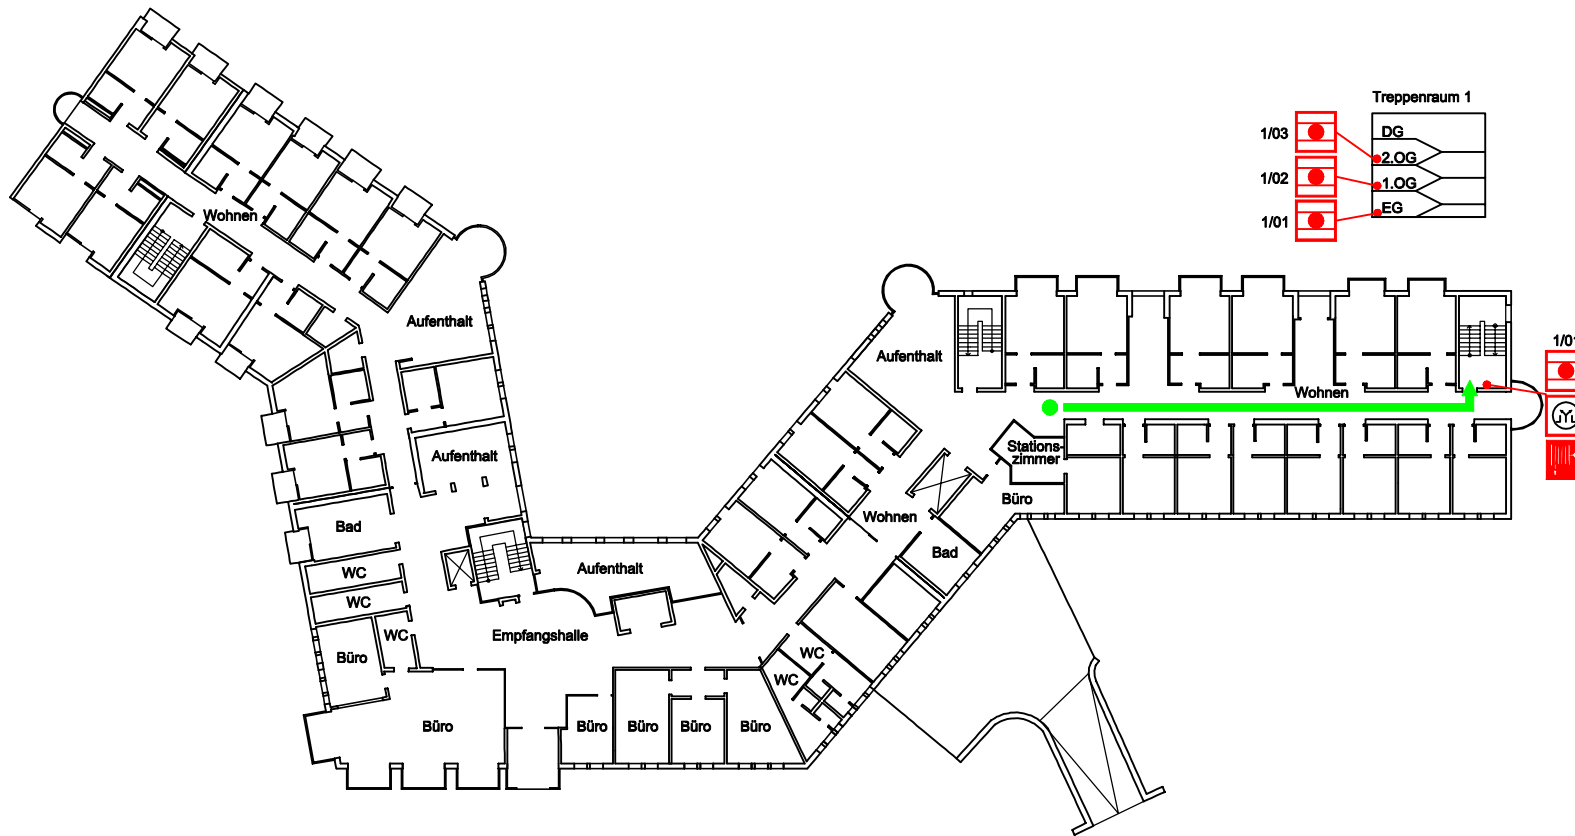 Treppenraum 1
1/03
DG
2.OG
1/02
1.OG
1/01
EG
Wohnen
Aufenthalt
1/01
Aufenthalt
Wohnen
Stations-
zimmer
Aufenthalt
Büro
Wohnen
Bad
Bad
Aufenthalt
WC
WC
WC
Empfangshalle
Büro
WC
WC
Büro
Büro
Büro
Büro
Büro